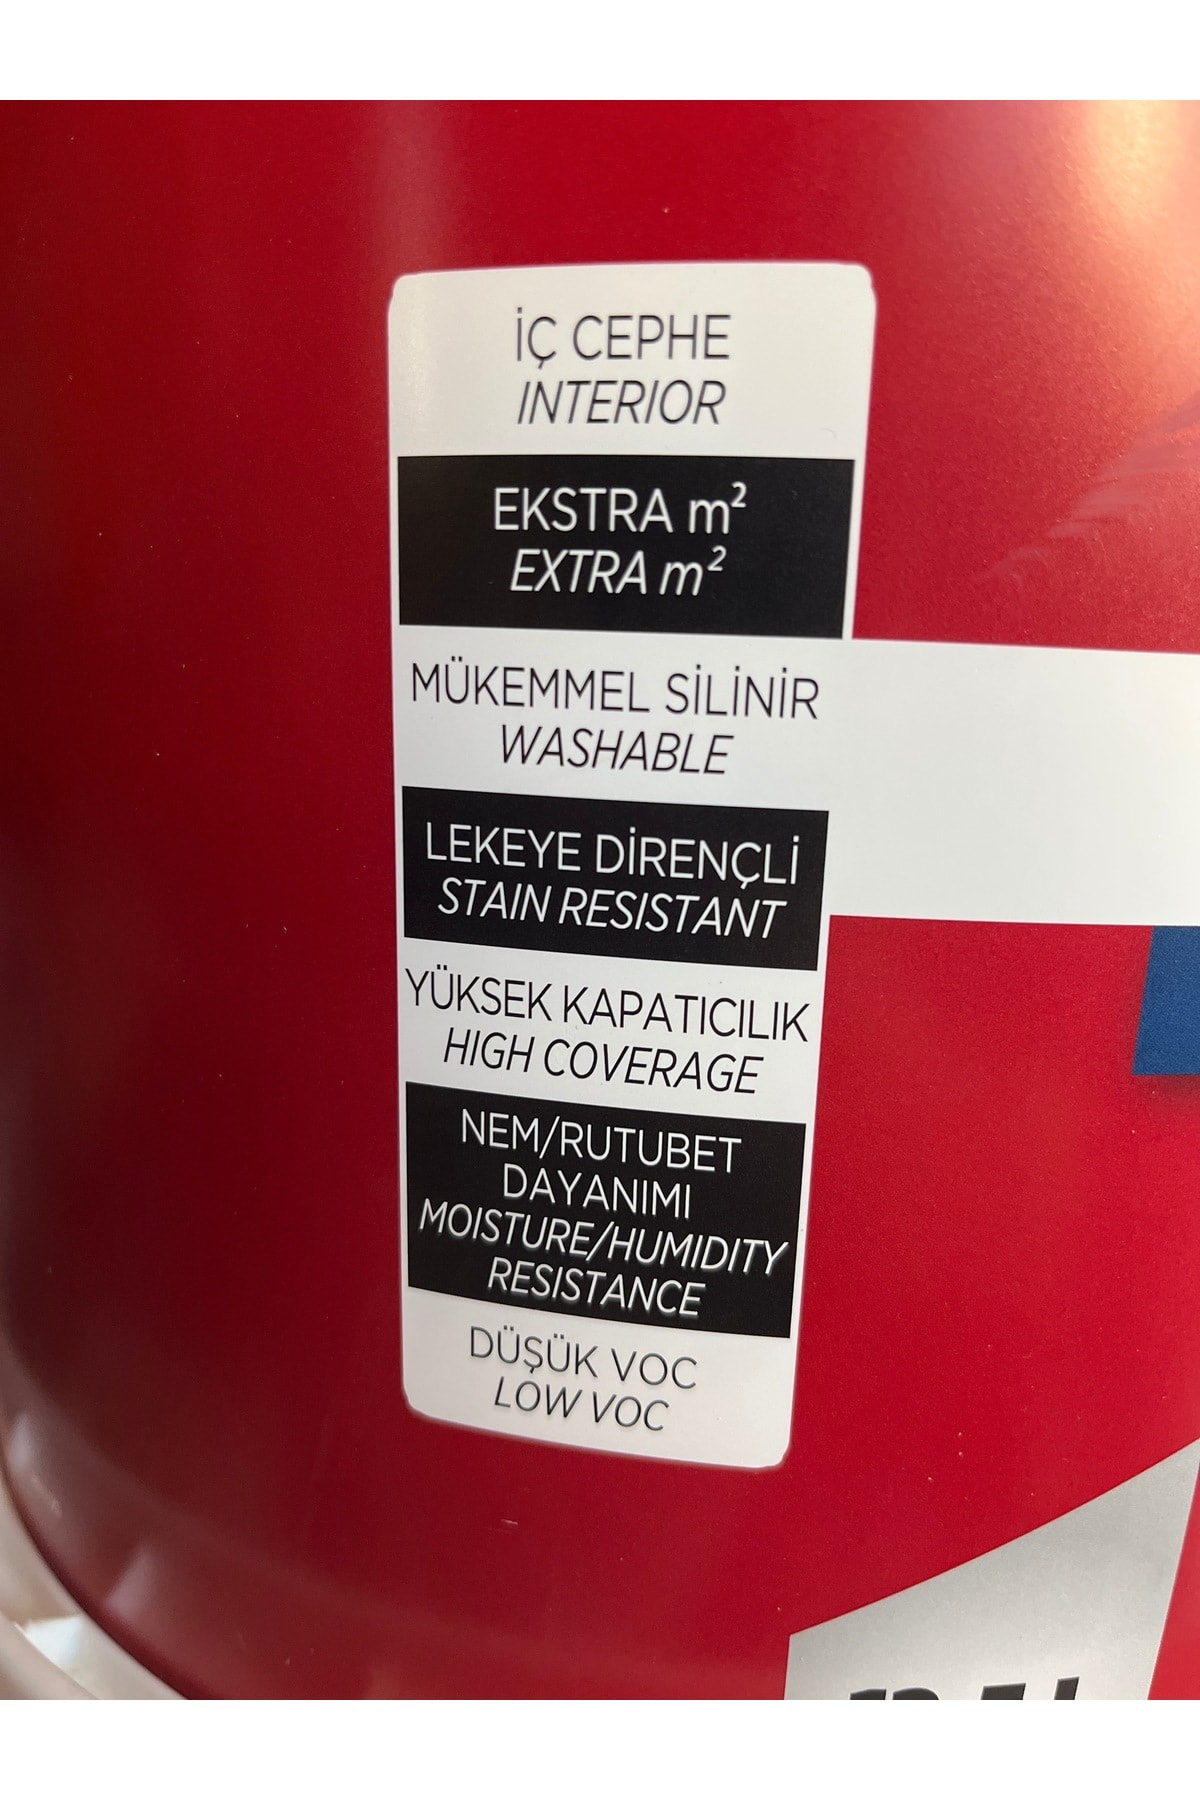 İÇ CEPHE
INTERIOR
EKSTRA m²
EXTRA m²
MÜKEMMEL SİLİNİR
WASHABLE
LEKEYE DİRENÇLİ
STAIN RESISTANT
YÜKSEK KAPATICILIK
HIGH COVERAGE
NEM/RUTUBET
DAYANIMI
MOISTURE/HUMIDITY
RESISTANCE
DÜŞÜK VOC
LOW VOC